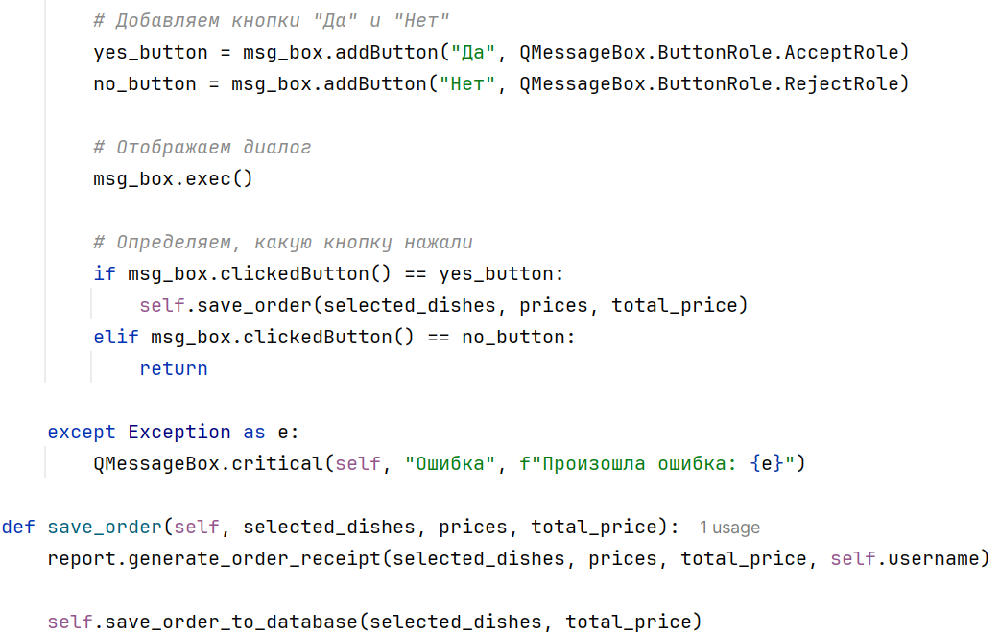 # Добавляем кнопки "Да" и "Нет"
yes_button = msg_box.addButton("Да", QMessageBox.ButtonRole.AcceptRole)
no_button = msg_box.addButton("Нет", QMessageBox.ButtonRole.RejectRole)
# Отображаем диалог
msg_box.exec()
# Определяем, какую кнопку нажали
if msg_box.clickedButton() == yes_button:
self.save_order(selected_dishes, prices, total_price)
elif msg_box.clickedButton() == no_button:
return
except Exception as e:
QMessageBox.critical(self, "Ошибка", f"Произошла ошибка: {e}")
def save_order(self, selected_dishes, prices, total_price): 1 usage
report.generate_order_receipt(selected_dishes, prices, total_price, self.username)
self.save_order_to_database(selected_dishes, total_price)